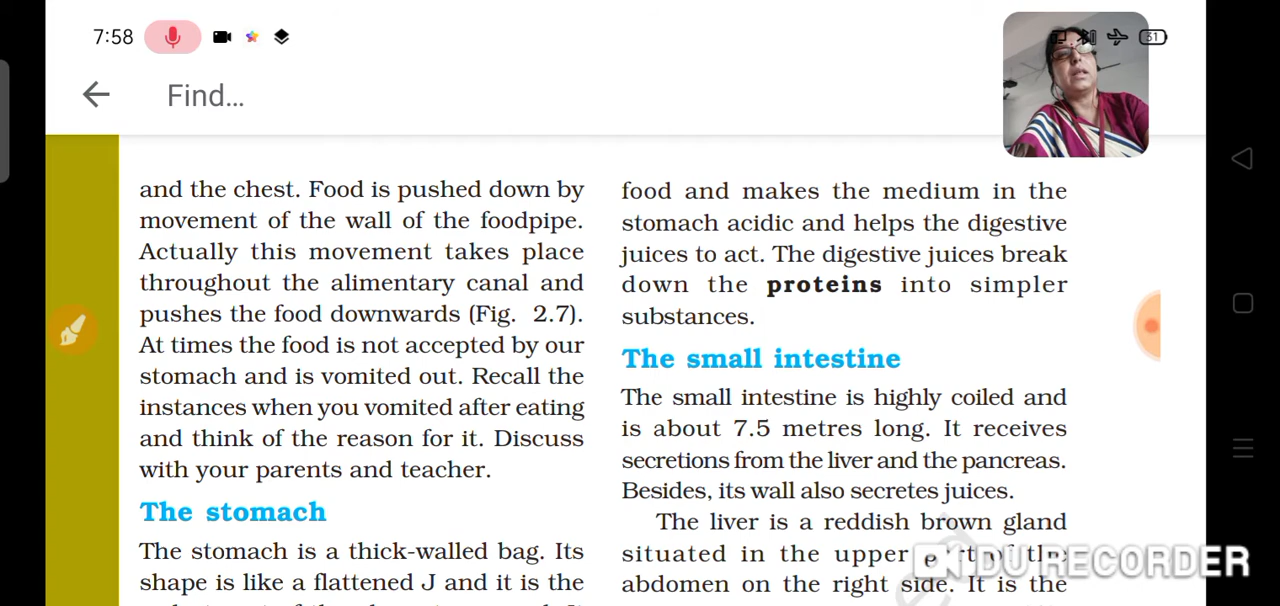 7:58
31
Find...
and the chest. Food is pushed down by
movement of the wall of the foodpipe.
Actually this movement takes place
throughout the alimentary canal and
pushes the food downwards (Fig. 2.7).
At times the food is not accepted by our
stomach and is vomited out. Recall the
instances when you vomited after eating
and think of the reason for it. Discuss
with your parents and teacher.
The stomach
The stomach is a thick-walled bag. Its
shape is like a flattened J and it is the
food and makes the medium in the
stomach acidic and helps the digestive
juices to act. The digestive juices break
down the proteins into simpler
substances.
The small intestine
The small intestine is highly coiled and
is about 7.5 metres long. It receives
secretions from the liver and the pancreas.
Besides, its wall also secretes juices.
The liver is a reddish brown gland
situated in the upper part of the
abdomen on the right side. It is the
DU RECORDER